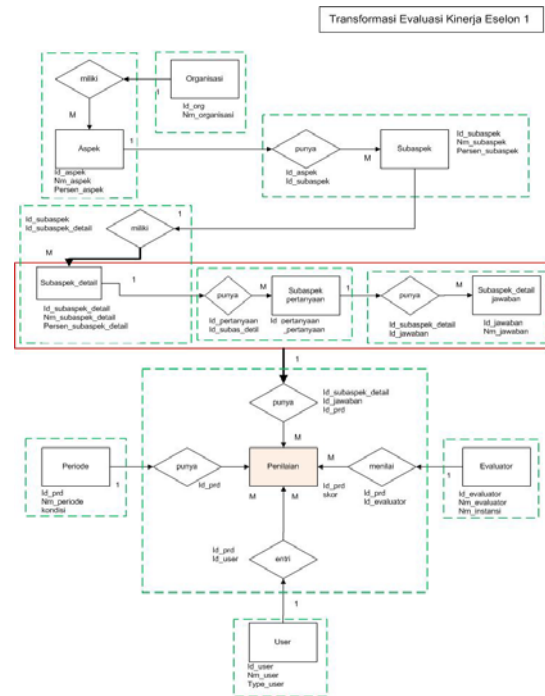 Transformasi Evaluasi Kinerja Eselon 1
miliki
Organisasi
1
Id_org
Nm_organisasi
M
Aspek
1
punya
M
Subaspek
Id_subaspek
Nm_subaspek
Persen_subaspek
Id_aspek
Nm_aspek
Persen_aspek
Id_aspek
Id_subaspek
Id_subaspek
Id_subaspek_detail
miliki
1
M
Subaspek_detail
1
punya
M
Subaspek
pertanyaan
1
punya
M
Subaspek_detail
jawaban
Id_subaspek_detail
Nm_subaspek_detail
Persen_subaspek_detail
Id_pertanyaan
Id_subas_detil
Id_pertanyaan
_pertanyaan
Id_subaspek_detail
Id_jawaban
Id_jawaban
Nm_jawaban
1
punya
Id_subaspek_detail
Id_jawaban
Id_prd
M
Periode
1
punya
Id_prd
M
Penilaian
M
menilai
1
Evaluator
Id_prd
Nm_periode
kondisi
M
Id_prd
skor
Id_prd
Id_evaluator
Id_evaluator
Nm_evaluator
Nm_instansi
Id_prd
Id_user
entri
1
User
Id_user
Nm_user
Type_user